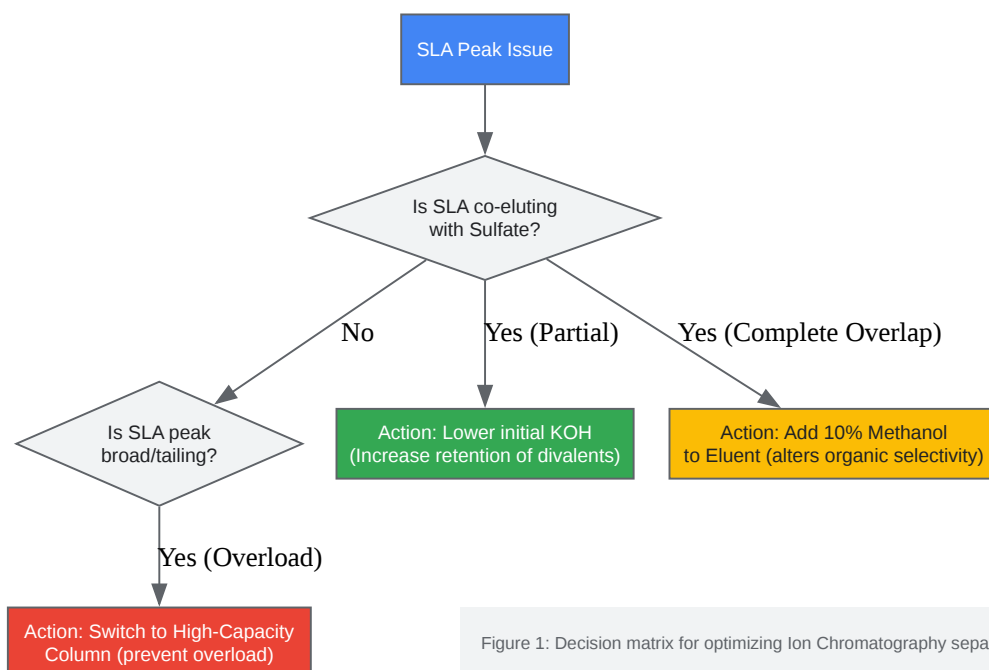 SLA Peak Issue
Is SLA co-eluting
with Sulfate?
No
Yes (Partial)
Yes (Complete Overlap)
Is SLA peak
broad/tailing?
Action: Lower initial KOH
(Increase retention of divalents)
Action: Add 10% Methanol
to Eluent (alters organic selectivity)
Yes (Overload)
Action: Switch to High-Capacity
Column (prevent overload)
Figure 1: Decision matrix for optimizing Ion Chromatography sepa